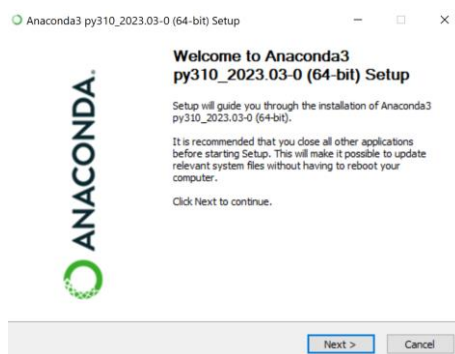 Anaconda3 py310_2023.03-0 (64-bit) Setup
ANACONDA.
Welcome to Anaconda3
py310_2023.03-0 (64-bit) Setup
Setup will guide you through the installation of Anaconda3
py310_2023.03-0 (64-bit).
It is recommended that you close all other applications
before starting Setup. This will make it possible to update
relevant system files without having to reboot your
computer.
Click Next to continue.
Next >
Cancel